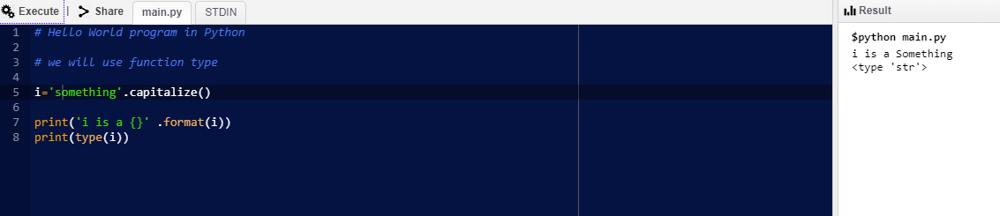 Execute | Share main.py STDIN
1 # Hello World program in Python
2
3 # we will use function type
4
5 i='something'.capitalize()
6
7 print('i is a {}' .format(i))
8 print(type(i))
Result
$python main.py
i is a Something
<type 'str'>